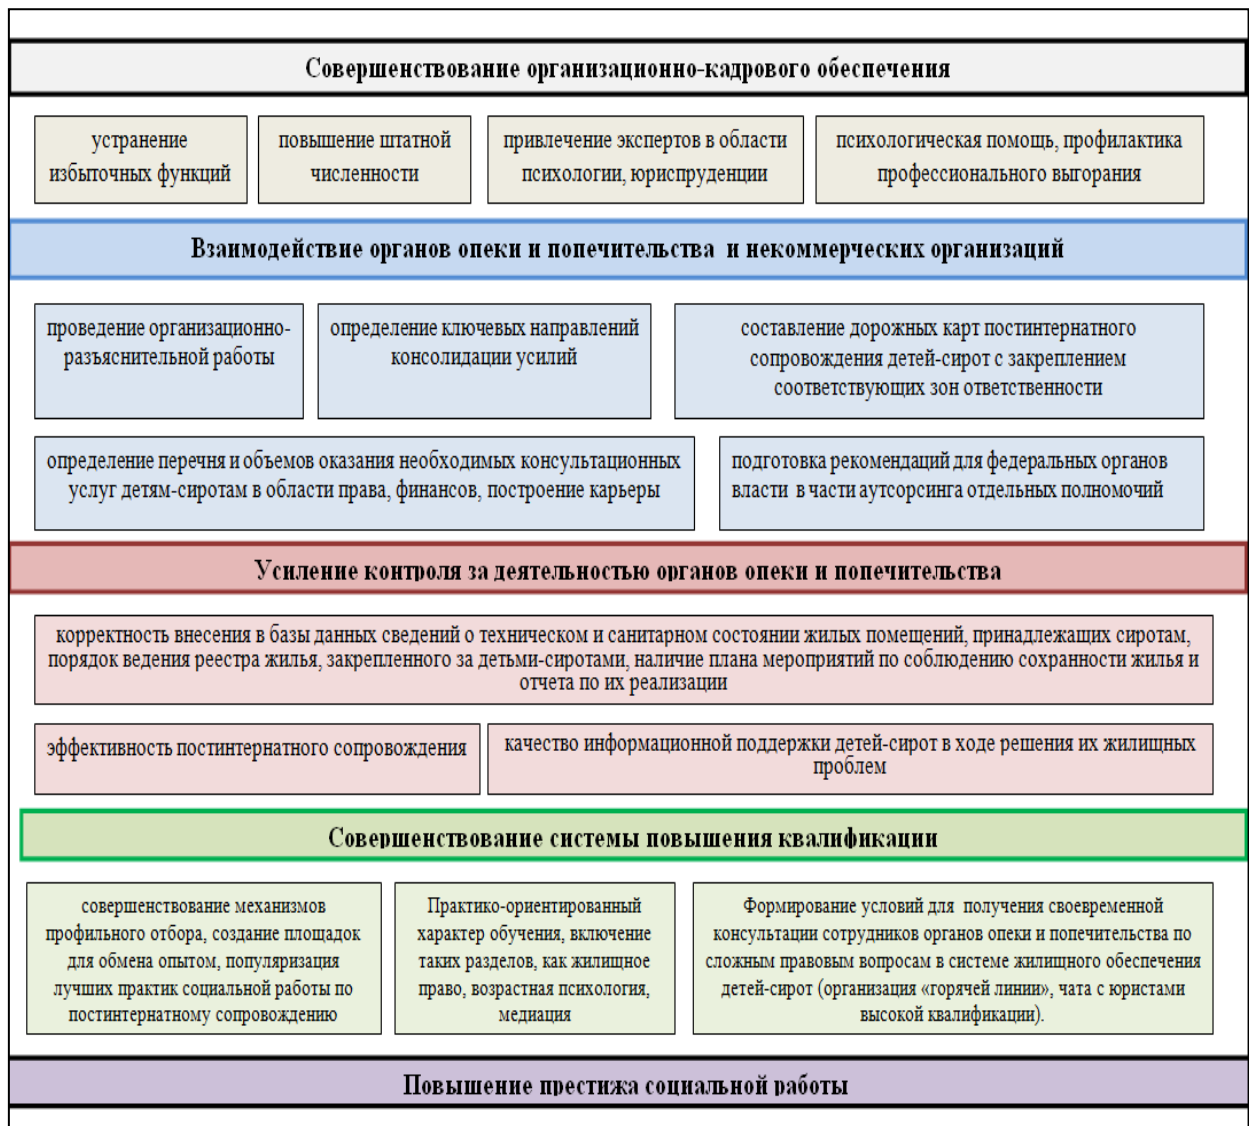 Совершенствование организационно-кадрового обеспечения
устранение
избыточных функций
повышение штатной
численности
привлечение экспертов в области
психологии, юриспруденции
психологическая помощь, профилактика
профессионального выгорания
Взаимодействие органов опеки и попечительства и некоммерческих организаций
проведение организационно-
разъяснительной работы
определение ключевых направлений
консолидации усилий
составление дорожных карт постинтернатного
сопровождения детей-сирот с закреплением
соответствующих зон ответственности
определение перечня и объемов оказания необходимых консультационных
услуг детям-сиротам в области права, финансов, построение карьеры
подготовка рекомендаций для федеральных органов
власти в части аутсорсинга отдельных полномочий
Усиление контроля за деятельностью органов опеки и попечительства
корректность внесения в базы данных сведений о техническом и санитарном состоянии жилых помещений, принадлежащих сиротам,
порядок ведения реестра жилья, закрепленного за детьми-сиротами, наличие плана мероприятий по соблюдению сохранности жилья и
отчета по их реализации
эффективность постинтернатного сопровождения
качество информационной поддержки детей-сирот в ходе решения их жилищных
проблем
Совершенствование системы повышения квалификации
совершенствование механизмов
профильного отбора, создание площадок
для обмена опытом, популяризация
лучших практик социальной работы по
постинтернатному сопровождению
Практико-ориентированный
характер обучения, включение
таких разделов, как жилищное
право, возрастная психология,
медиация
Формирование условий для получения своевременной
консультации сотрудников органов опеки и попечительства по
сложным правовым вопросам в системе жилищного обеспечения
детей-сирот (организация «горячей линии», чата с юристами
высокой квалификации).
Повышение престижа социальной работы